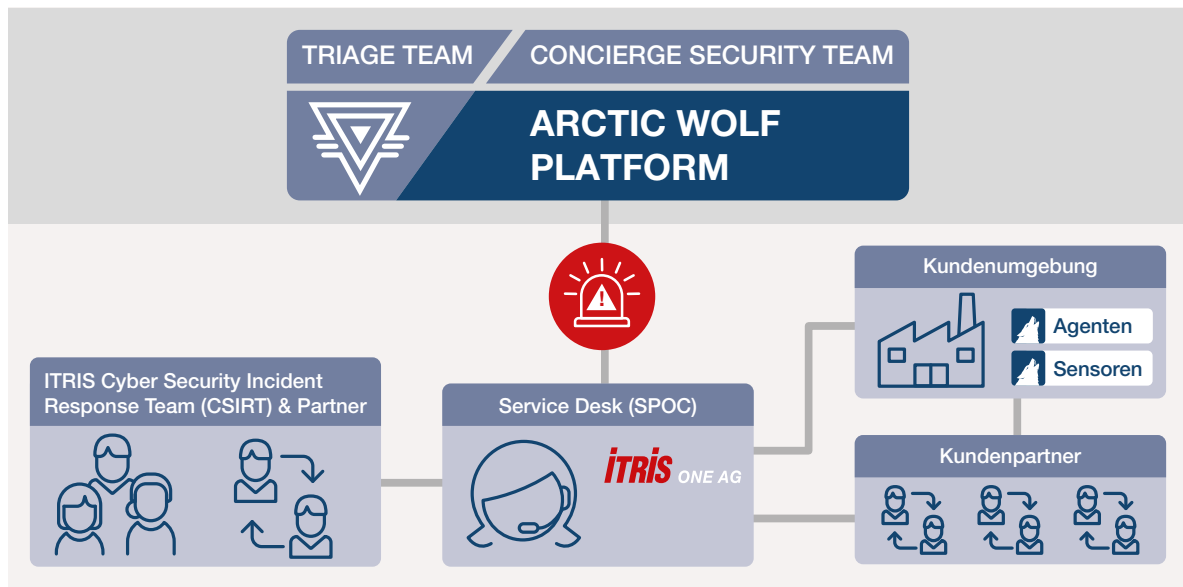 TRIAGE TEAM
CONCIERGE SECURITY TEAM
ARCTIC WOLF
PLATFORM
Kundenumgebung
Agenten
Sensoren
ITRIS Cyber Security Incident
Response Team (CSIRT) & Partner
Service Desk (SPOC)
iTRiS ONE AG
Kundenpartner